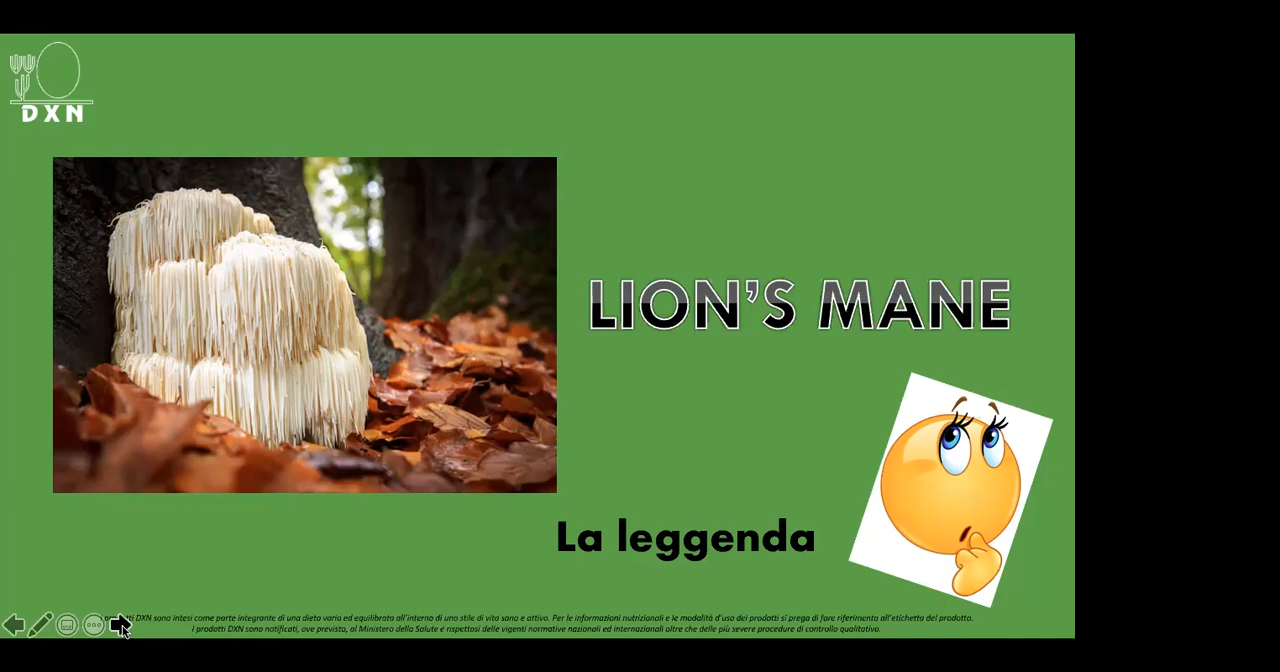 DXN
LION'S MANE
La leggenda
DXN sono intesi come parte integrante di una dieta varia ed equilibrata all'interno di uno stile di vita sano e attivo. Per le informazioni nutrizionali e le modalità d'uso dei prodotti si prega di fare riferimento all'etichetta del prodotto.
I prodotti DXN sono notificati, ove previsto, al Ministero della Salute e rispettosi delle vigenti normative nazionali ed internazionali oltre che delle più severe procedure di controllo qualitativo.